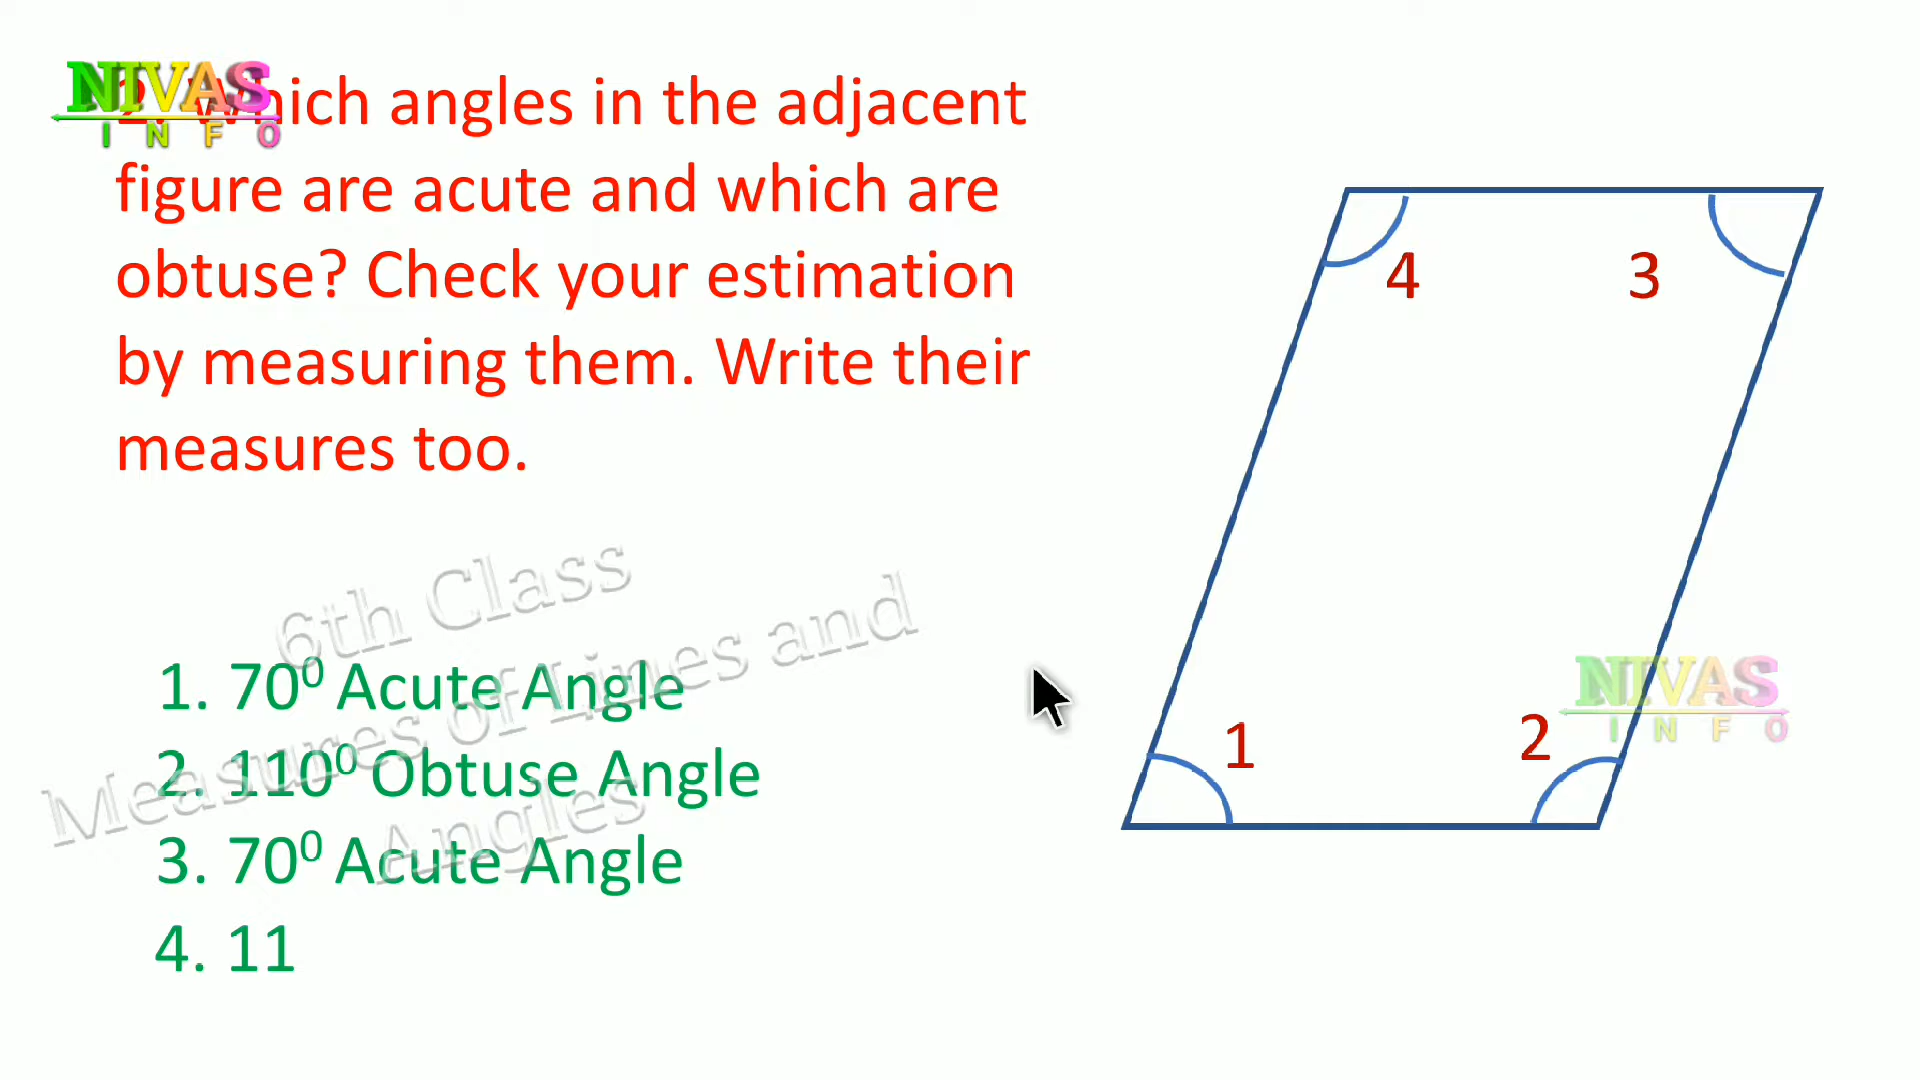 NIVAS
INFO
2. Which angles in the adjacent
figure are acute and which are
obtuse? Check your estimation
by measuring them. Write their
measures too.
4 3
6th Class
Measures of Lines and
Angles
1. 70⁰ Acute Angle
2. 110⁰ Obtuse Angle
3. 70⁰ Acute Angle
4. 11
1 2
NIVAS
INFO